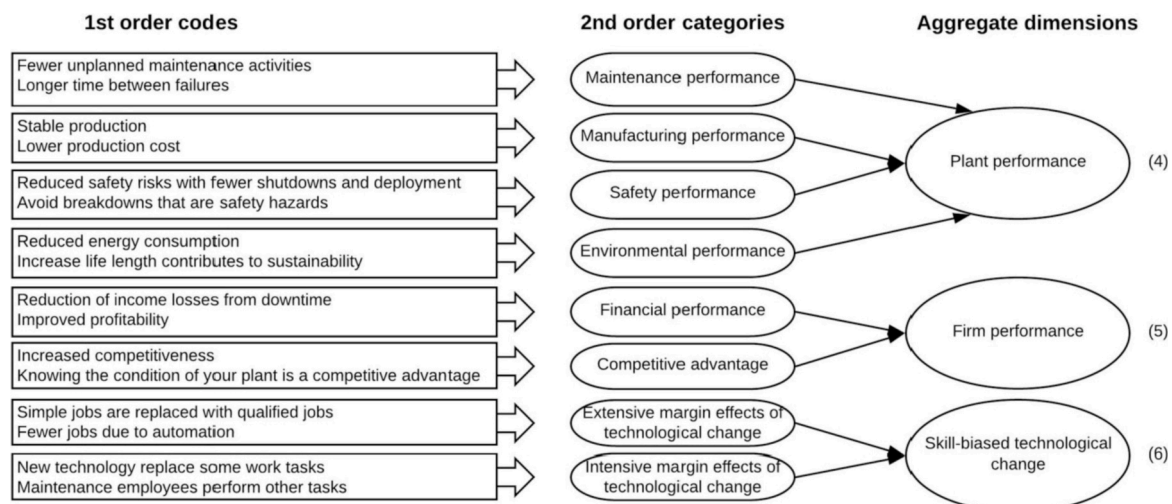 1st order codes
2nd order categories
Aggregate dimensions
Fewer unplanned maintenance activities
Longer time between failures
Maintenance performance
Stable production
Lower production cost
Manufacturing performance
Plant performance
(4)
Reduced safety risks with fewer shutdowns and deployment
Avoid breakdowns that are safety hazards
Safety performance
Reduced energy consumption
Increase life length contributes to sustainability
Environmental performance
Reduction of income losses from downtime
Improved profitability
Financial performance
Firm performance
(5)
Increased competitiveness
Knowing the condition of your plant is a competitive advantage
Competitive advantage
Simple jobs are replaced with qualified jobs
Fewer jobs due to automation
Extensive margin effects of
technological change
Skill-biased technological
change
(6)
New technology replace some work tasks
Maintenance employees perform other tasks
Intensive margin effects of
technological change